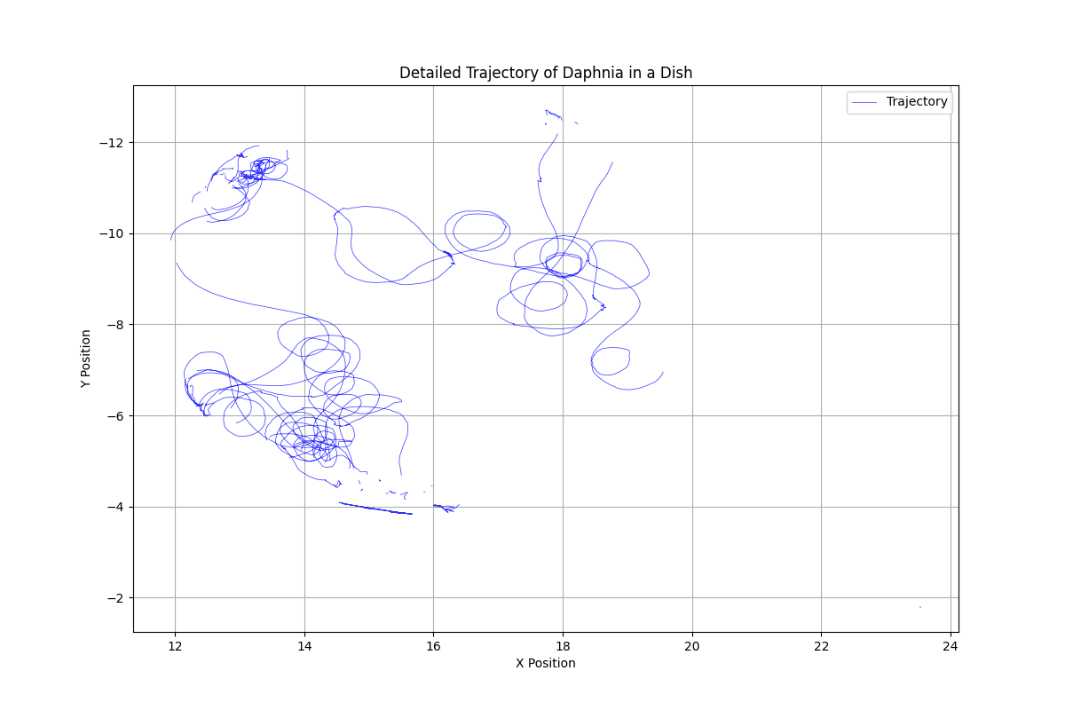 Detailed Trajectory of Daphnia in a Dish
Trajectory
−12
−10
−8
−6
−4
−2
Y Position
12 14 16 18 20 22 24
X Position